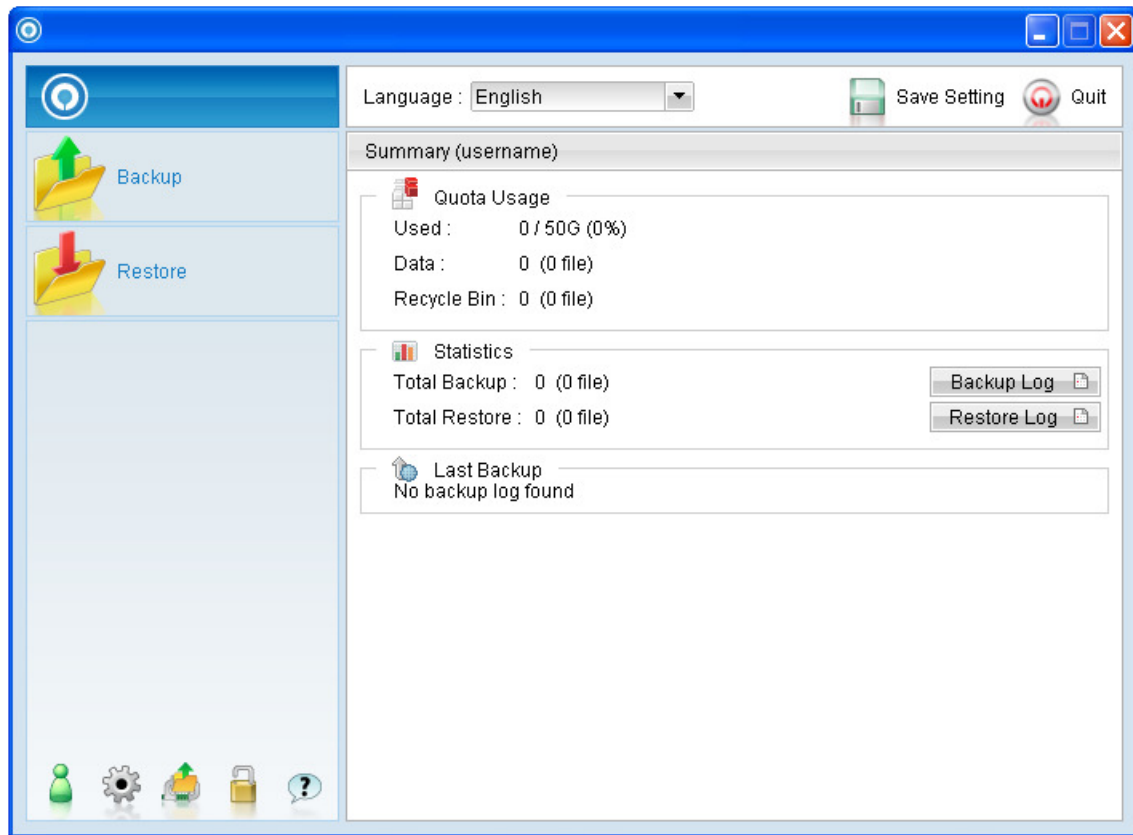 Language : English
Save Setting
Quit
Backup
Restore
Summary (username)
Quota Usage
Used : 0 / 50G (0%)
Data : 0 (0 file)
Recycle Bin : 0 (0 file)
Statistics
Total Backup : 0 (0 file)
Backup Log
Total Restore : 0 (0 file)
Restore Log
Last Backup
No backup log found
?